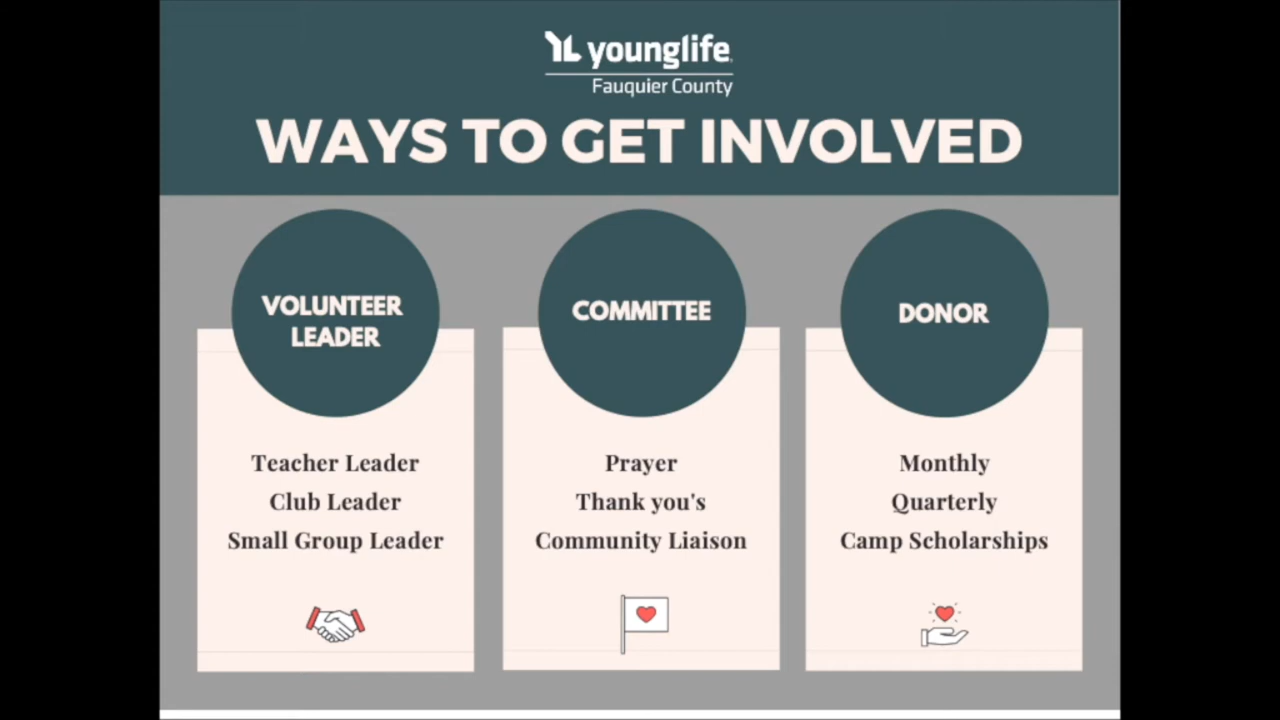 younglife
Fauquier County
WAYS TO GET INVOLVED
VOLUNTEER
LEADER
Teacher Leader
Club Leader
Small Group Leader
COMMITTEE
Prayer
Thank you's
Community Liaison
DONOR
Monthly
Quarterly
Camp Scholarships